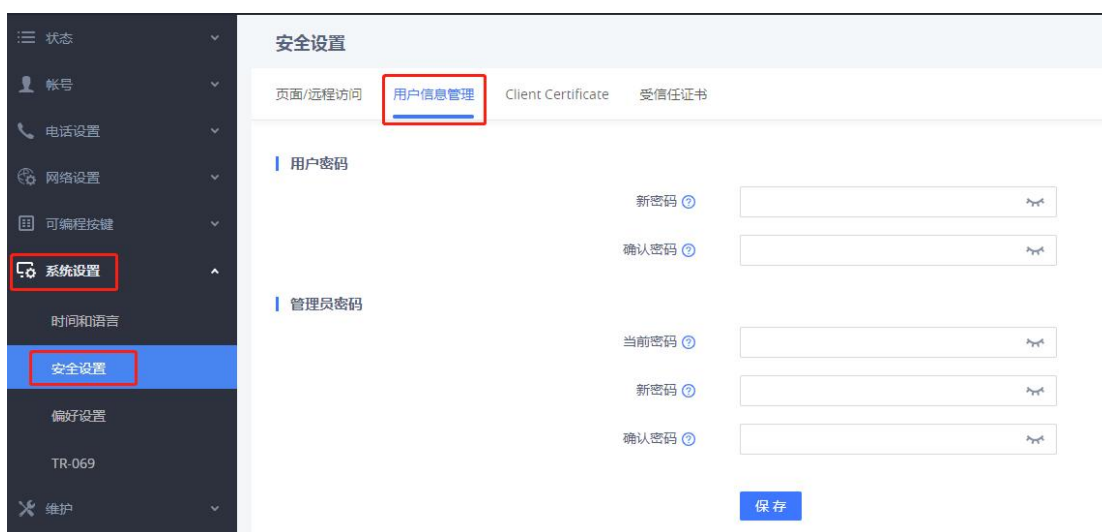 状态
帐号
电话设置
网络设置
可编程按键
系统设置
时间和语言
安全设置
偏好设置
TR-069
维护
安全设置
页面/远程访问 用户信息管理 Client Certificate 受信任证书
用户密码
新密码 ?
确认密码 ?
管理员密码
当前密码 ?
新密码 ?
确认密码 ?
保存